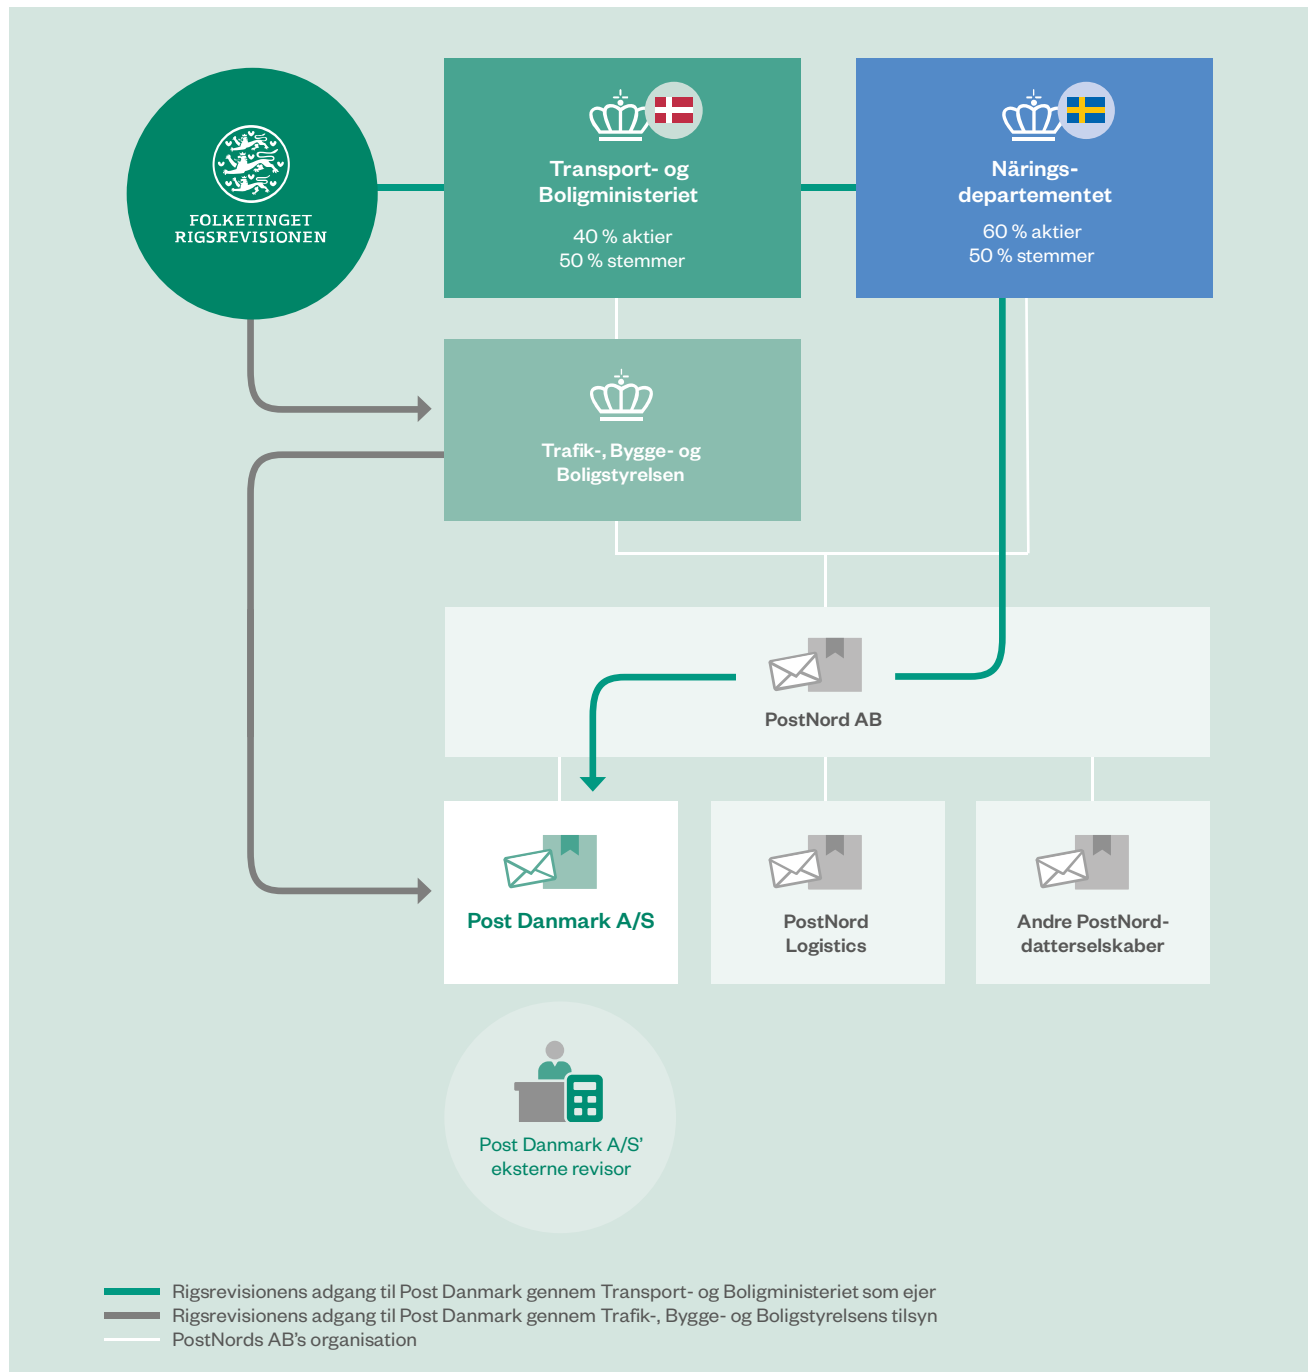 FOLKETINGET
RIGSREVISIONEN
Transport- og
Boligministeriet
40 % aktier
50 % stemmer
Närings-
departementet
60 % aktier
50 % stemmer
Trafik-, Bygge- og
Boligstyrelsen
PostNord AB
Post Danmark A/S
PostNord
Logistics
Andre PostNord-
datterselskaber
Post Danmark A/S’
eksterne revisor
Rigsrevisionens adgang til Post Danmark gennem Transport- og Boligministeriet som ejer
Rigsrevisionens adgang til Post Danmark gennem Trafik-, Bygge- og Boligstyrelsens tilsyn
PostNords AB’s organisation